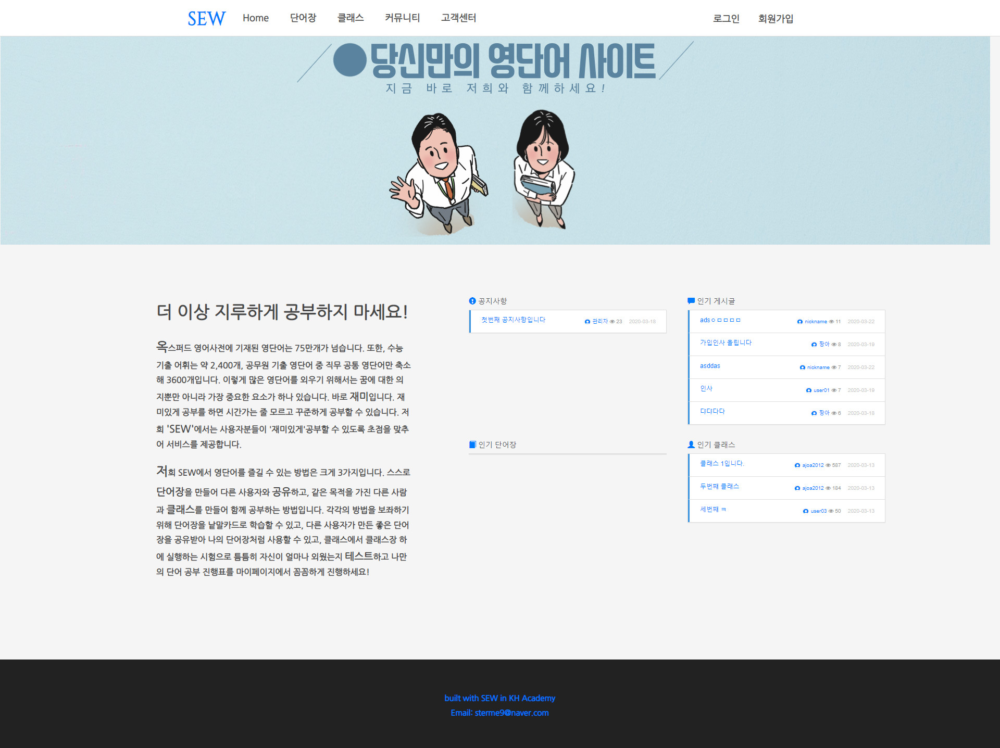 SEW Home 단어장 클래스 커뮤니티 고객센터 로그인 회원가입
당신만의 영단어 사이트
지금 바로 저희와 함께하세요!
더 이상 지루하게 공부하지 마세요!
옥스퍼드 영어사전에 기재된 영단어는 75만개가 넘습니다. 또한, 수능
기출 어휘는 약 2,400개, 공무원 기출 영단어 중 직무 공통 영단어만 축소
해 3600개입니다. 이렇게 많은 영단어를 외우기 위해서는 꿈에 대한 의
지뿐만 아니라 가장 중요한 요소가 하나 있습니다. 바로 재미입니다. 재
미있게 공부를 하면 시간가는 줄 모르고 꾸준하게 공부할 수 있습니다. 저
희 'SEW'에서는 사용자분들이 '재미있게'공부할 수 있도록 초점을 맞추
어 서비스를 제공합니다.
저희 SEW에서 영단어를 즐길 수 있는 방법은 크게 3가지입니다. 스스로
단어장을 만들어 다른 사용자와 공유하고, 같은 목적을 가진 다른 사람
과 클래스를 만들어 함께 공부하는 방법입니다. 각각의 방법을 보좌하기
위해 단어장을 낱말카드로 학습할 수 있고, 다른 사용자가 만든 좋은 단어
장을 공유받아 나의 단어장처럼 사용할 수 있고, 클래스에서 클래스장 하
에 실행하는 시험으로 틈틈히 자신이 얼마나 외웠는지 테스트하고 나만
의 단어 공부 진행표를 마이페이지에서 꼼꼼하게 진행하세요!
공지사항
첫번째 공지사항입니다 관리자 23 2020-03-18
인기 게시글
adsㅇㅁㅁㅁㅁ nickname 11 2020-03-22
가입인사 올립니다 짱아 8 2020-03-19
asddas nickname 7 2020-03-22
인사 user01 7 2020-03-19
댜댜다다 짱아 6 2020-03-18
인기 단어장
인기 클래스
클래스 1입니다. ajoa2012 587 2020-03-13
두번째 클래스 ajoa2012 184 2020-03-13
세번째 ㅋ user03 50 2020-03-13
built with SEW in KH Academy
Email: sterme9@naver.com